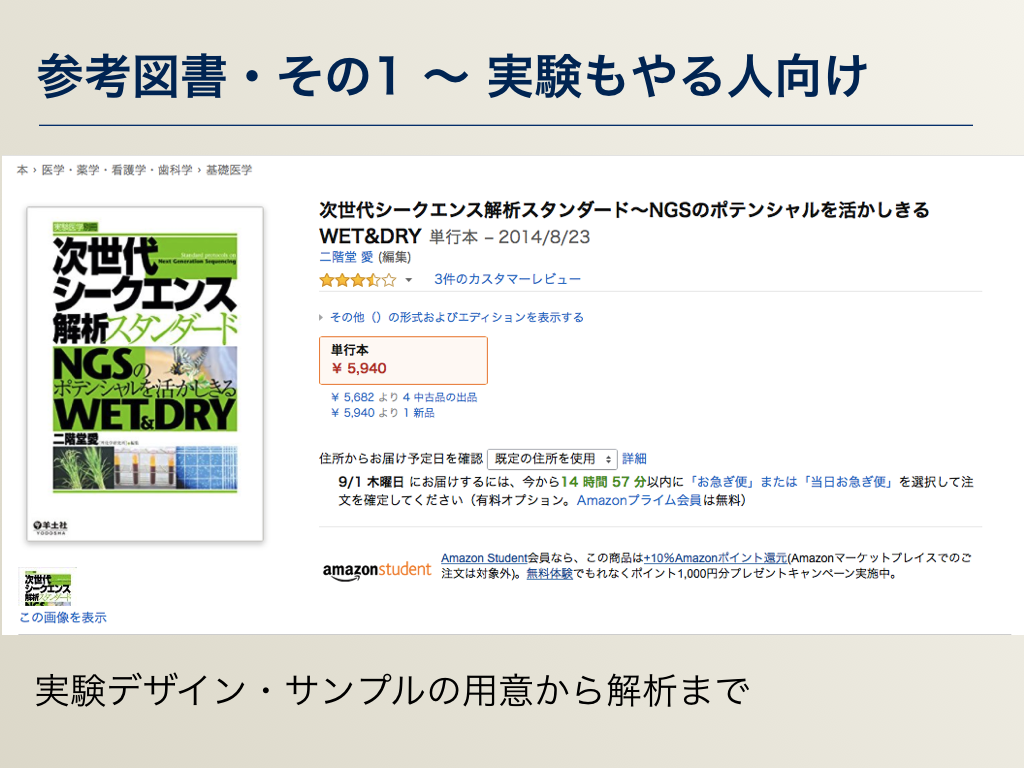 参考図書・その1 〜 実験もやる人向け
本 › 医学・薬学・看護学・歯科学 › 基礎医学
実験医学別冊
次世代
Standard protocols on
Next Generation Sequencing
シークエンス
解析スタンダード
NGSの
ポテンシャルを活かしきる
WET&DRY
二階堂愛
羊土社
YODOSHA
次世代
シークエンス
解析スタンダード
この画像を表示
次世代シークエンス解析スタンダード〜NGSのポテンシャルを活かしきる
WET&DRY 単行本 – 2014/8/23
二階堂 愛 (編集)
3件のカスタマーレビュー
その他（）の形式およびエディションを表示する
単行本
¥ 5,940
¥ 5,682 より 4 中古品の出品
¥ 5,940 より 1 新品
住所からお届け予定日を確認 既定の住所を使用 詳細
9/1 木曜日 にお届けするには、今から14 時間 57 分以内に「お急ぎ便」または「当日お急ぎ便」を選択して注
文を確定してください（有料オプション。Amazonプライム会員は無料）
amazonstudent
Amazon Student会員なら、この商品は+10%Amazonポイント還元(Amazonマーケットプレイスでのご
注文は対象外)。無料体験でもれなくポイント1,000円分プレゼントキャンペーン実施中。
実験デザイン・サンプルの用意から解析まで